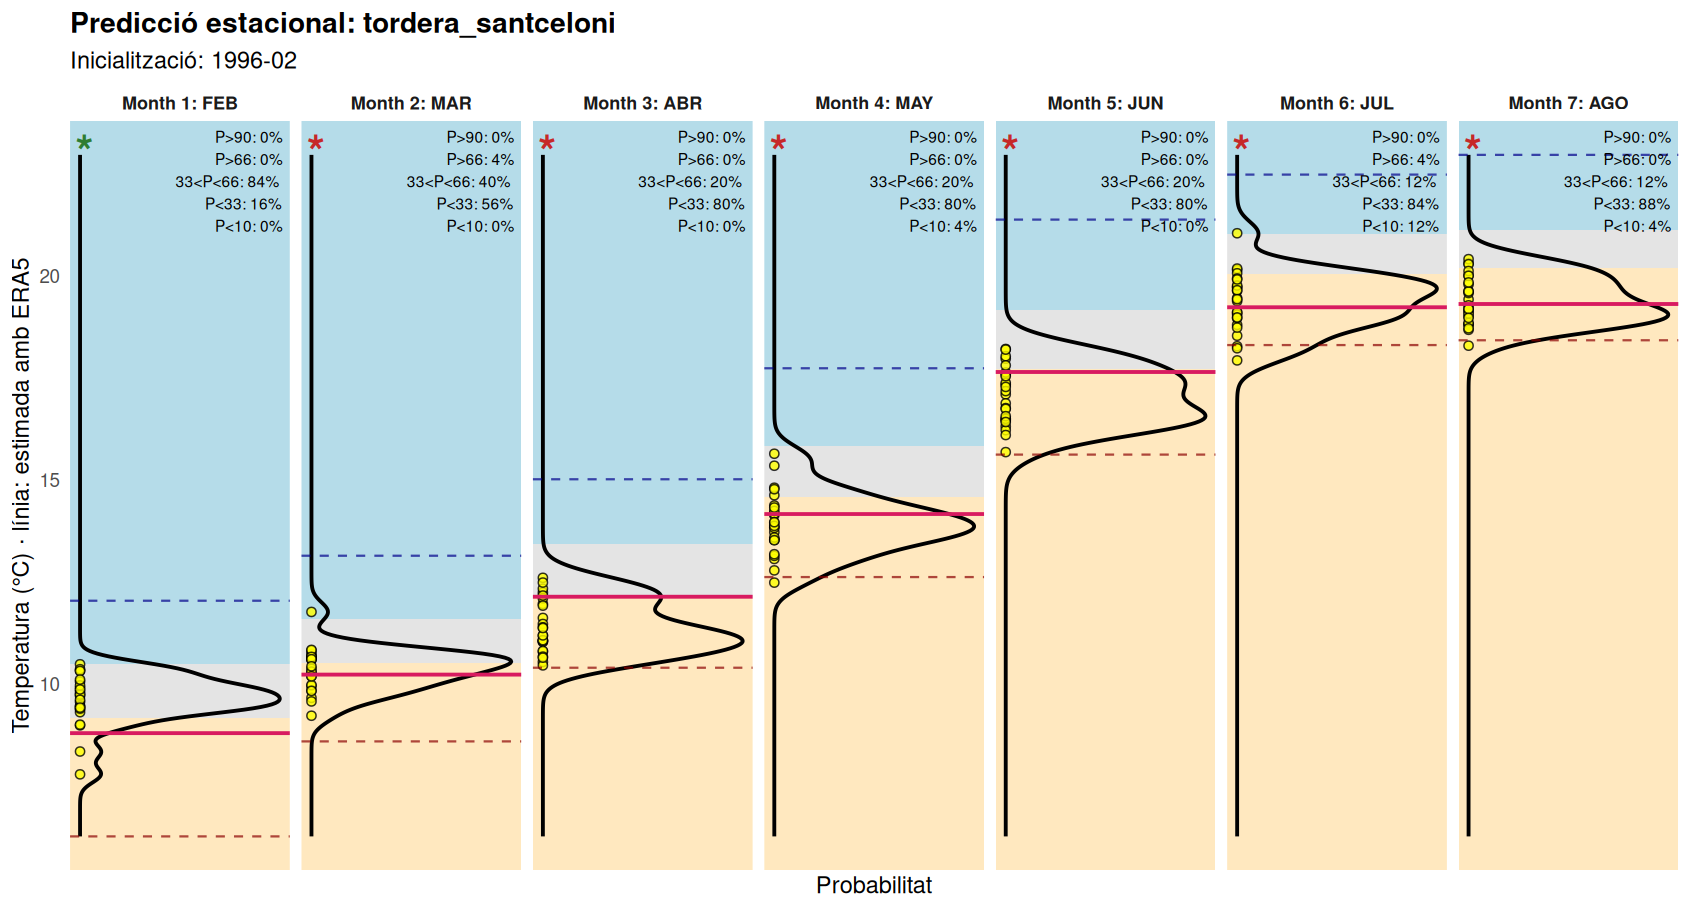 Predicció estacional: tordera_santceloni
Inicialització: 1996-02
Month 1: FEB
Month 2: MAR
Month 3: ABR
Month 4: MAY
Month 5: JUN
Month 6: JUL
Month 7: AGO
*
P>90: 0%
P>66: 0%
33<P<66: 84%
P<33: 16%
P<10: 0%
*
P>90: 0%
P>66: 4%
33<P<66: 40%
P<33: 56%
P<10: 0%
*
P>90: 0%
P>66: 0%
33<P<66: 20%
P<33: 80%
P<10: 0%
*
P>90: 0%
P>66: 0%
33<P<66: 20%
P<33: 80%
P<10: 4%
*
P>90: 0%
P>66: 0%
33<P<66: 20%
P<33: 80%
P<10: 0%
*
P>90: 0%
P>66: 4%
33<P<66: 12%
P<33: 84%
P<10: 12%
*
P>90: 0%
P>66: 0%
33<P<66: 12%
P<33: 88%
P<10: 4%
20
15
10
Temperatura (°C) · línia: estimada amb ERA5
Probabilitat